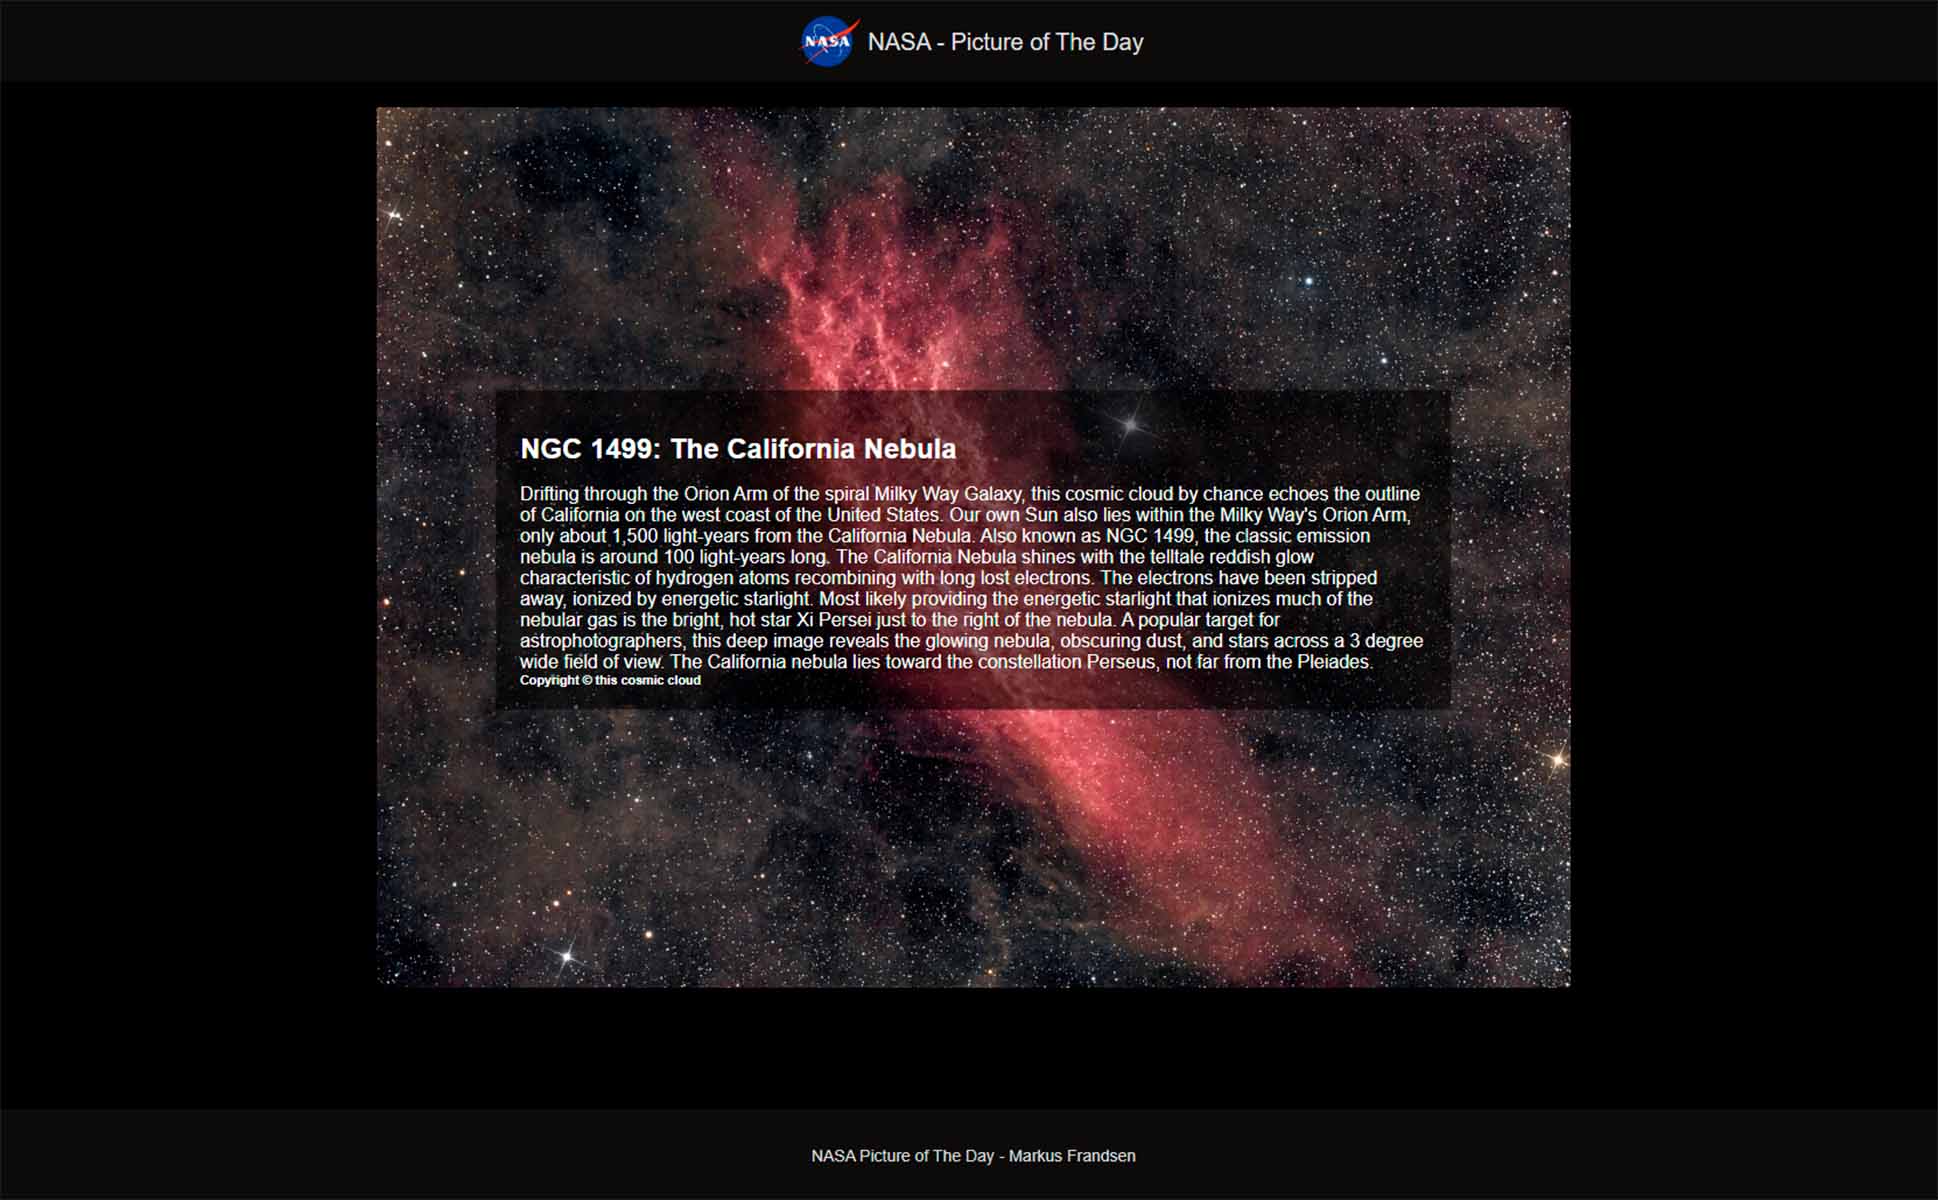 NASA
NASA - Picture of The Day
NGC 1499: The California Nebula
Drifting through the Orion Arm of the spiral Milky Way Galaxy, this cosmic cloud by chance echoes the outline
of California on the west coast of the United States. Our own Sun also lies within the Milky Way's Orion Arm,
only about 1,500 light-years from the California Nebula. Also known as NGC 1499, the classic emission
nebula is around 100 light-years long. The California Nebula shines with the telltale reddish glow
characteristic of hydrogen atoms recombining with long lost electrons. The electrons have been stripped
away, ionized by energetic starlight. Most likely providing the energetic starlight that ionizes much of the
nebular gas is the bright, hot star Xi Persei just to the right of the nebula. A popular target for
astrophotographers, this deep image reveals the glowing nebula, obscuring dust, and stars across a 3 degree
wide field of view. The California nebula lies toward the constellation Perseus, not far from the Pleiades.
Copyright © this cosmic cloud
NASA Picture of The Day - Markus Frandsen